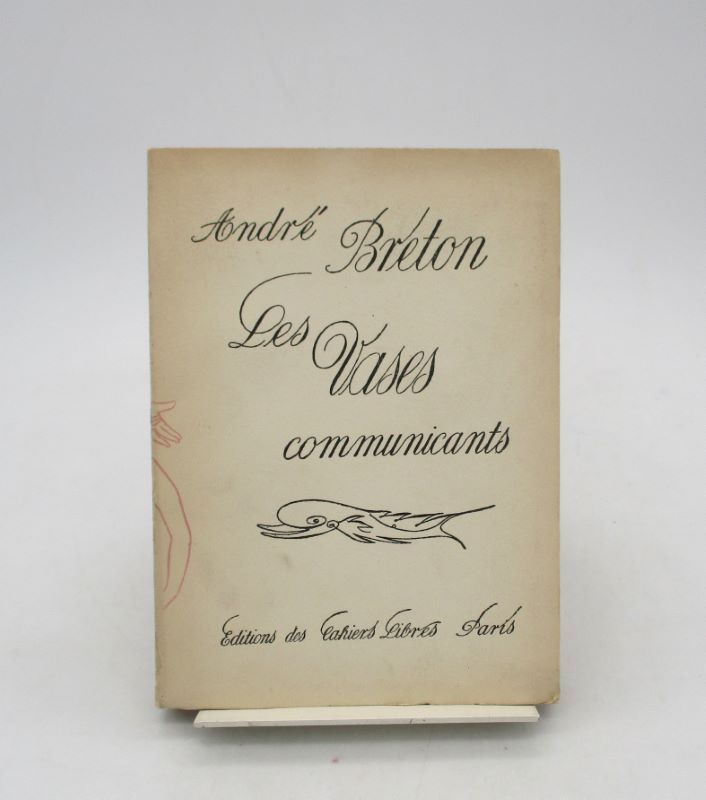 André Breton
Les Vases
communicants
Editions des Cahiers Libres Paris